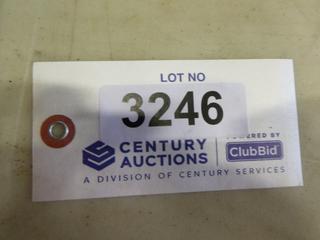 LOT NO
3246
CENTURY
AUCTIONS
POWERED BY
ClubBid
A DIVISION OF CENTURY SERVICES